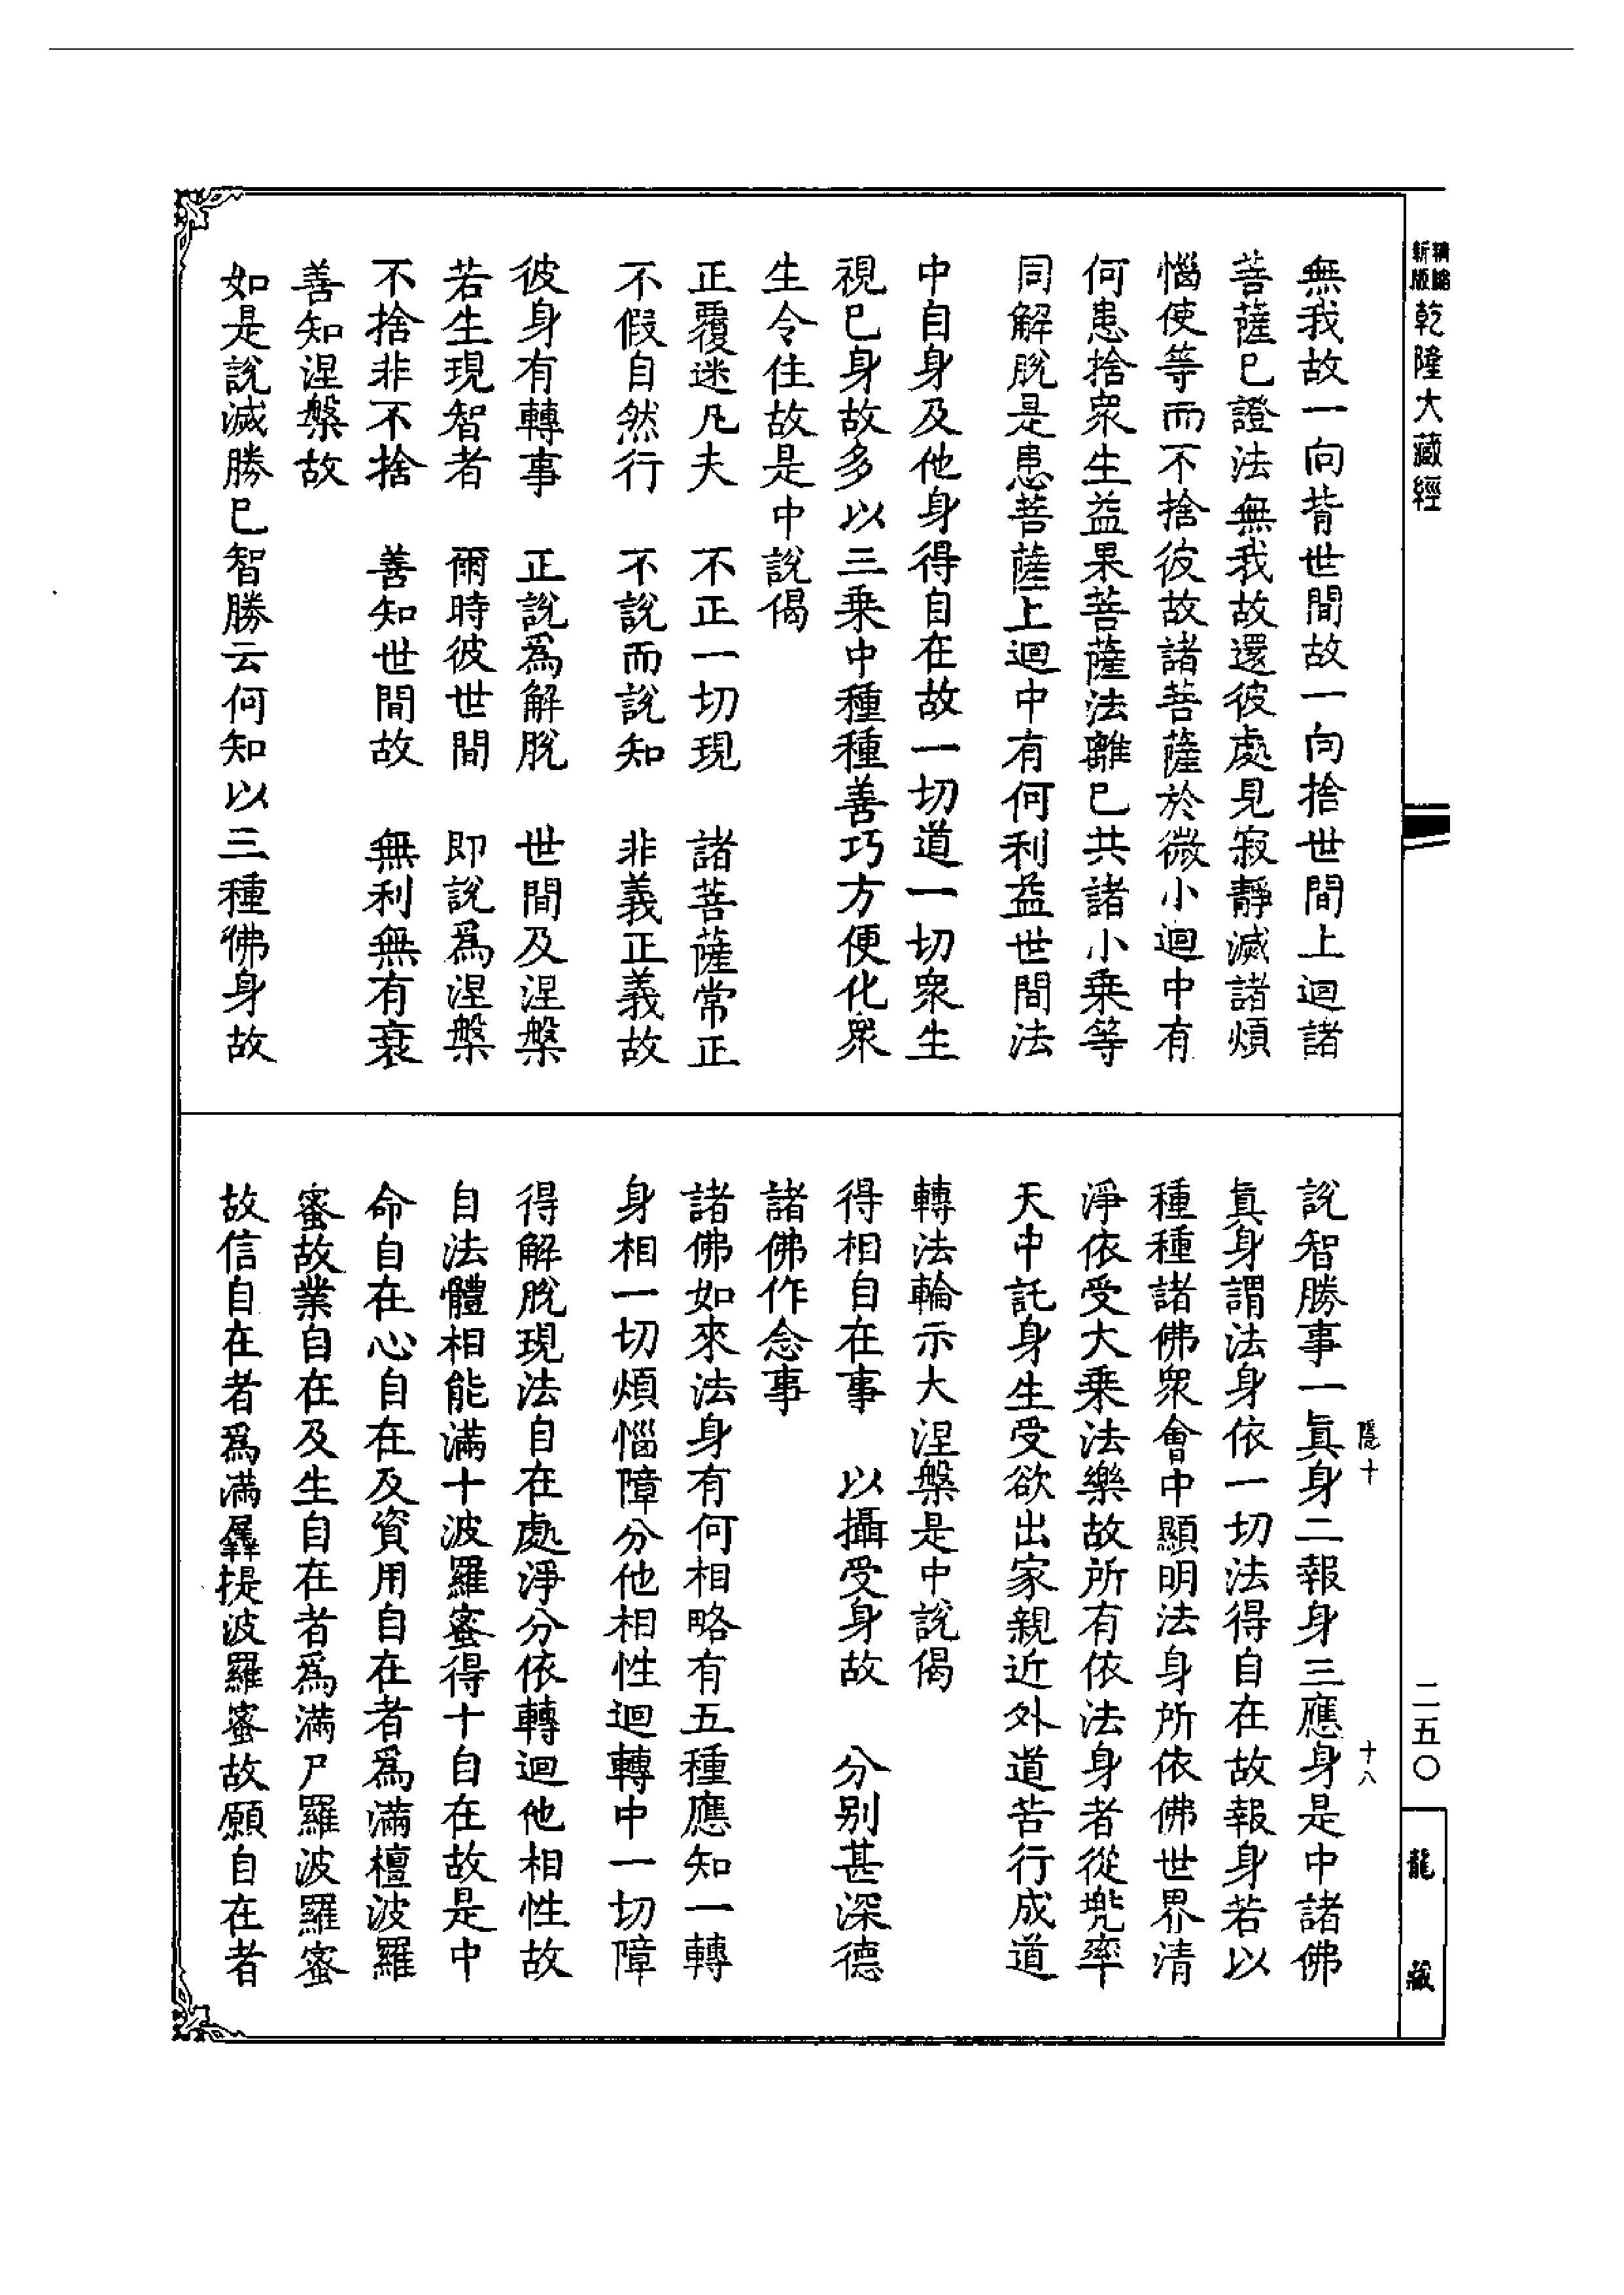 精縮
新版
乾隆大藏經
無我故一向背世間故一向捨世間上迴諸
菩薩已證法無我故還彼處見寂靜滅諸煩
惱使等而不捨彼故諸菩薩於微小迴中有
何患捨衆生益果菩薩法離已共諸小乘等
同解脫是患菩薩上迴中有何利益世間法
中自身及他身得自在故一切道一切衆生
視已身故多以三乘中種種善巧方便化衆
生令住故是中說偈
正覆迷凡夫　不正一切現　諸菩薩常正
不假自然行　不說而說知　非義正義故
彼身有轉事　正說爲解脫　世間及涅槃
若生現智者　爾時彼世間　即說爲涅槃
不捨非不捨　善知世間故　無利無有衰
善知涅槃故
如是說滅勝已智勝云何知以三種佛身故
隱十
十八
說智勝事一眞身二報身三應身是中諸佛
眞身謂法身依一切法得自在故報身若以
種種諸佛衆會中顯明法身所依佛世界清
淨依受大乘法樂故所有依法身者從兜率
天中託身生受欲出家親近外道苦行成道
轉法輪示大涅槃是中說偈
得相自在事　以攝受身故　分别甚深德
諸佛作念事
諸佛如來法身有何相略有五種應知一轉
身相一切煩惱障分他相性迴轉中一切障
得解脫現法自在處淨分依轉迴他相性故
自法體相能滿十波羅蜜得十自在故是中
命自在心自在及資用自在者爲滿檀波羅
蜜故業自在及生自在者爲滿尸羅波羅蜜
故信自在者爲滿羼提波羅蜜故願自在者
二五〇
龍藏